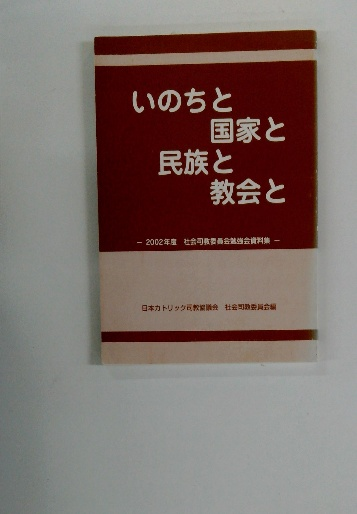 いのちと
国家と
民族と
教会と
－ 2002年度　社会司教委員会勉強会資料集 －
日本カトリック司教協議会　社会司教委員会編